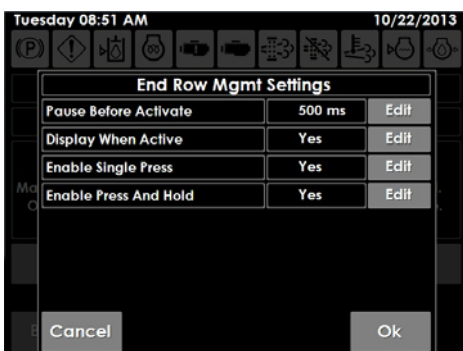 Tuesday 08:51 AM 10/22/2013
End Row Mgmt Settings
Pause Before Activate 500 ms Edit
Display When Active Yes Edit
Enable Single Press Yes Edit
Enable Press And Hold Yes Edit
Cancel Ok